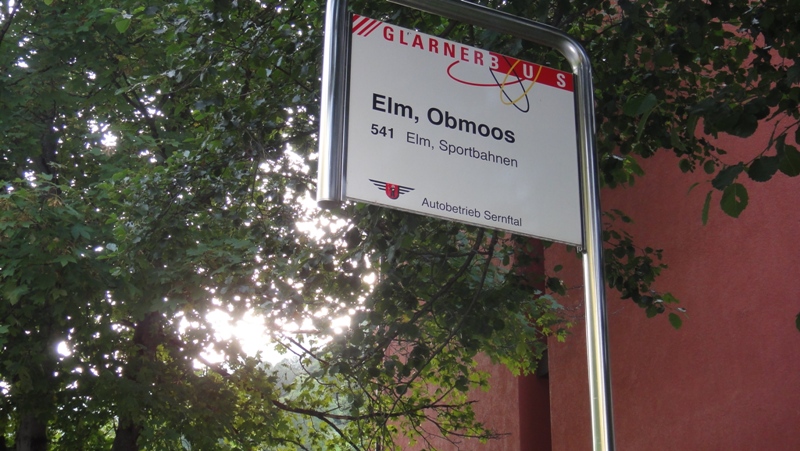 GLARNERBUS
Elm, Obmoos
541 Elm, Sportbahnen
Autobetrieb Sernftal